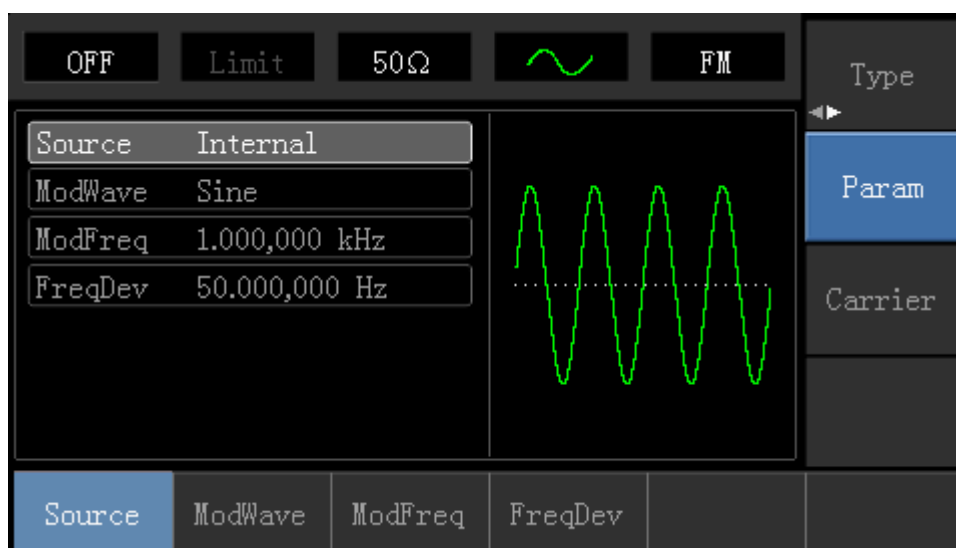 OFF Limit 50Ω FM
Type
Source Internal
ModWave Sine
ModFreq 1.000,000 kHz
FreqDev 50.000,000 Hz
Param
Carrier
Source ModWave ModFreq FreqDev